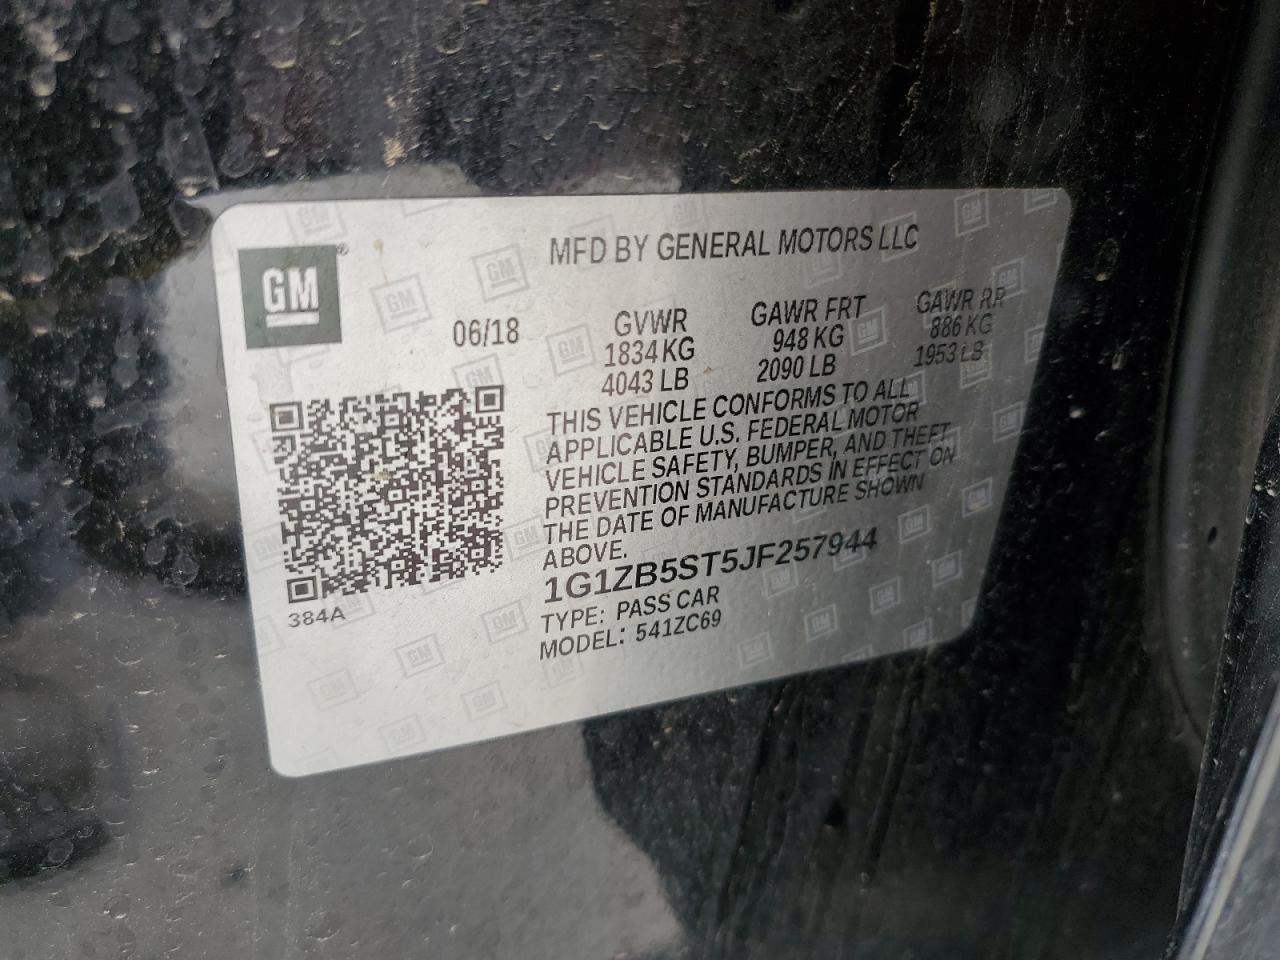 GM®
MFD BY GENERAL MOTORS LLC
06/18 GVWR GAWR FRT GAWR RR
1834 KG 948 KG 886 KG
4043 LB 2090 LB 1953 LB
THIS VEHICLE CONFORMS TO ALL
APPLICABLE U.S. FEDERAL MOTOR
VEHICLE SAFETY, BUMPER, AND THEFT
PREVENTION STANDARDS IN EFFECT ON
THE DATE OF MANUFACTURE SHOWN
ABOVE.
1G1ZB5ST5JF257944
TYPE: PASS CAR
MODEL: 541ZC69
384A